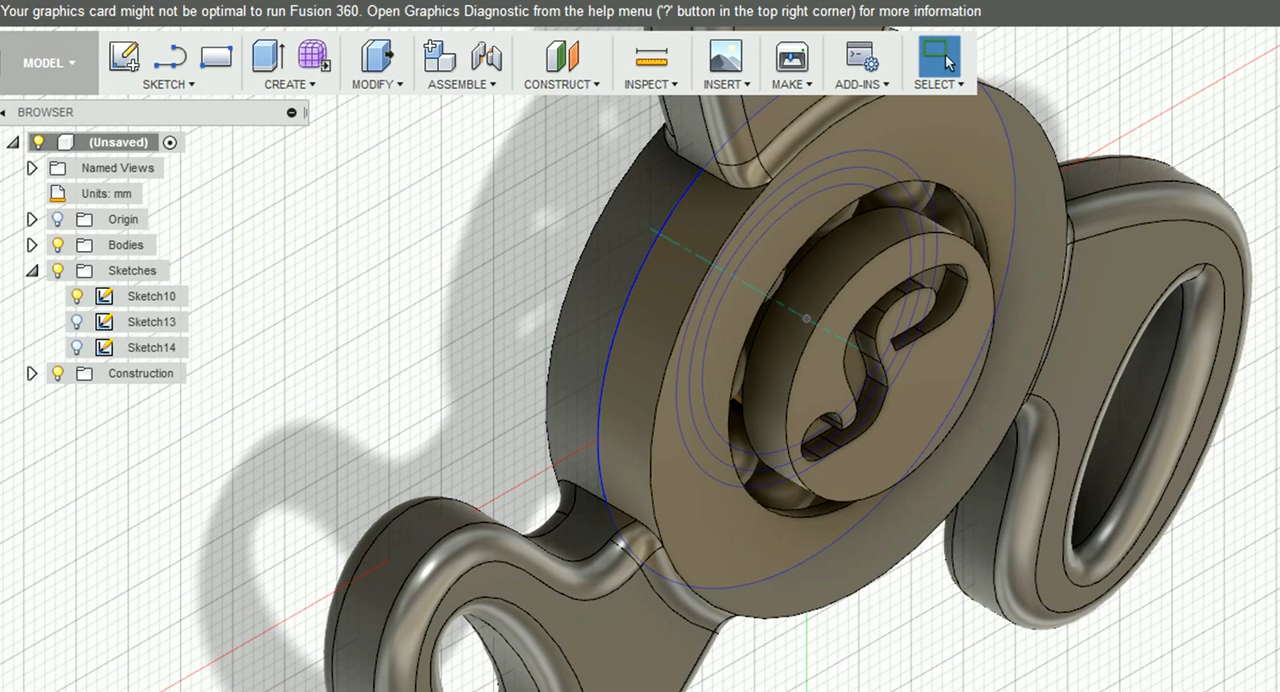 Your graphics card might not be optimal to run Fusion 360. Open Graphics Diagnostic from the help menu ('?' button in the top right corner) for more information
MODEL
SKETCH
CREATE
MODIFY
ASSEMBLE
CONSTRUCT
INSPECT
INSERT
MAKE
ADD-INS
SELECT
BROWSER
(Unsaved)
Named Views
Units: mm
Origin
Bodies
Sketches
Sketch10
Sketch13
Sketch14
Construction